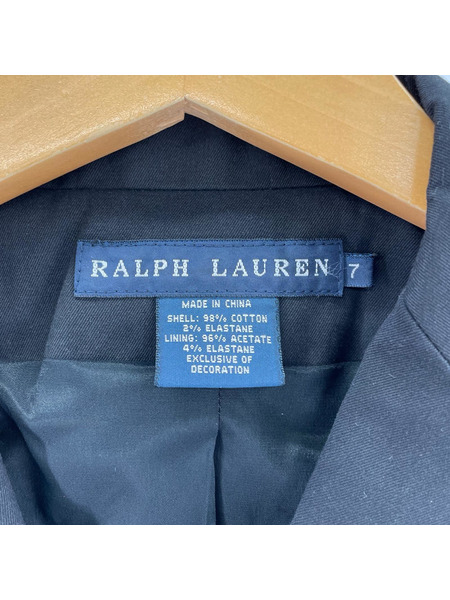 RALPH LAUREN 7
MADE IN CHINA
SHELL: 98% COTTON
2% ELASTANE
LINING: 96% ACETATE
4% ELASTANE
EXCLUSIVE OF
DECORATION